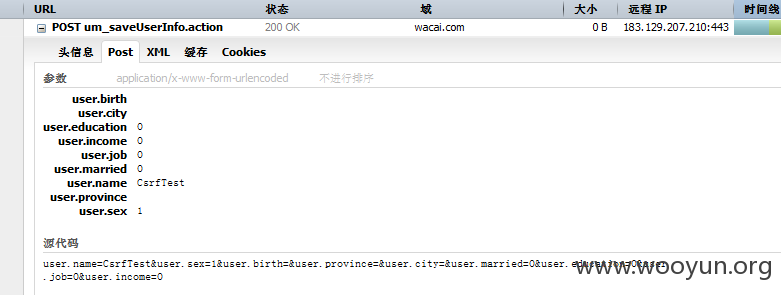 URL 状态 域 大小 远程 IP 时间线
POST um_saveUserInfo.action 200 OK wacai.com 0 B 183.129.207.210:443
头信息 Post XML 缓存 Cookies
参数 application/x-www-form-urlencoded 不进行排序
user.birth
user.city
user.education 0
user.income 0
user.job 0
user.married 0
user.name CsrfTest
user.province
user.sex 1
源代码
user.name=CsrfTest&user.sex=1&user.birth=&user.province=&user.city=&user.married=0&user.education=0&user
.job=0&user.income=0
www.wooyun.org